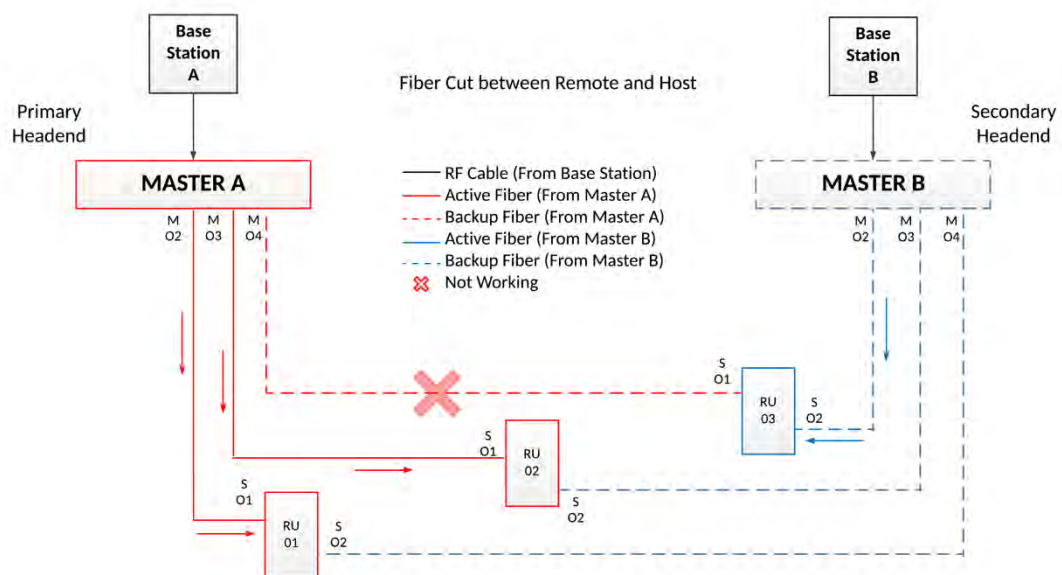 Base
Station
A
Base
Station
B
Fiber Cut between Remote and Host
Primary
Headend
Secondary
Headend
MASTER A
MASTER B
RF Cable (From Base Station)
Active Fiber (From Master A)
Backup Fiber (From Master A)
Active Fiber (From Master B)
Backup Fiber (From Master B)
Not Working
M
O2
M
O3
M
O4
M
O2
M
O3
M
O4
S
O1
RU
03
S
O2
S
O1
RU
02
S
O2
S
O1
RU
01
S
O2